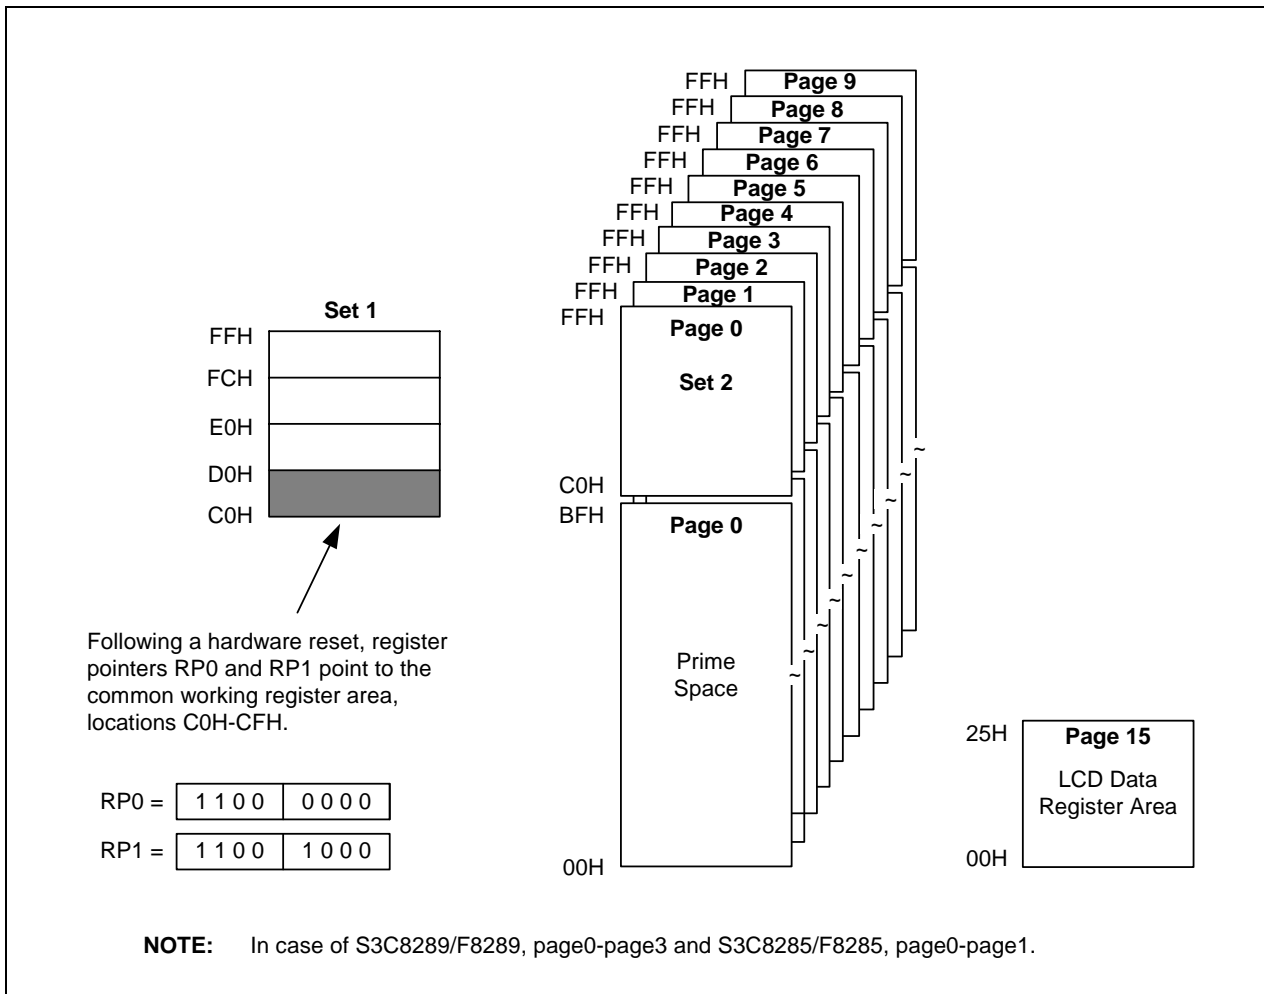 FFH Page 9
FFH Page 8
FFH Page 7
FFH Page 6
FFH Page 5
FFH Page 4
FFH Page 3
FFH Page 2
FFH Page 1
FFH Page 0
Set 2
C0H
BFH Page 0
Prime
Space
00H
~
~
~
~
~
~
~
~
~
~
Set 1
FFH
FCH
E0H
D0H
C0H
Following a hardware reset, register
pointers RP0 and RP1 point to the
common working register area,
locations C0H-CFH.
RP0 = 1 1 0 0 0 0 0 0
RP1 = 1 1 0 0 1 0 0 0
25H Page 15
LCD Data
Register Area
00H
NOTE: In case of S3C8289/F8289, page0-page3 and S3C8285/F8285, page0-page1.